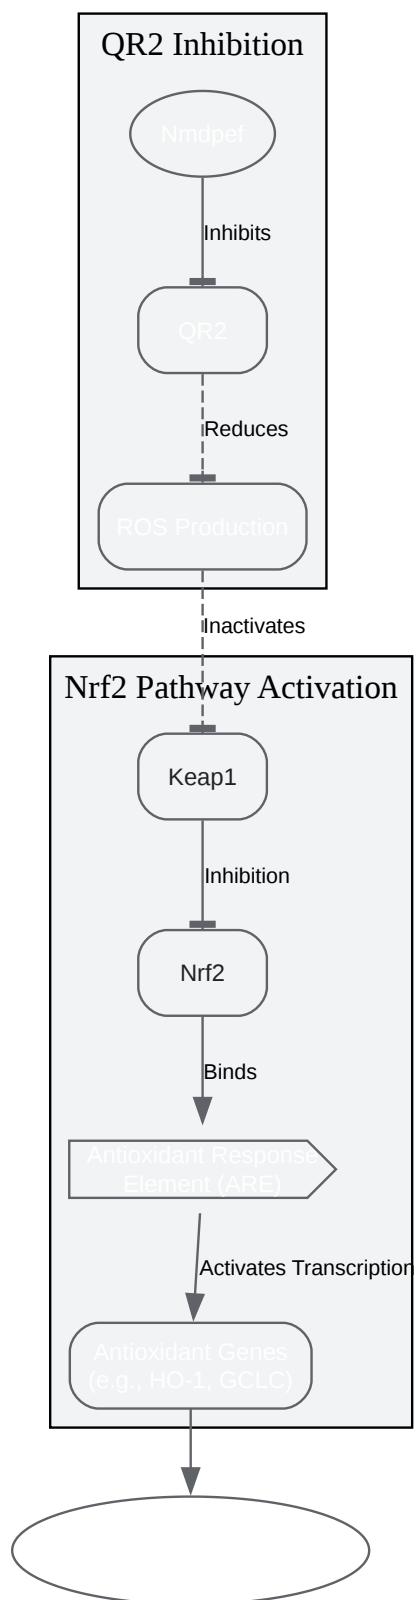 QR2 Inhibition
Nmdpef
Inhibits
QR2
Reduces
ROS Production
Inactivates
Nrf2 Pathway Activation
Keap1
Inhibition
Nrf2
Binds
Antioxidant Response
Element (ARE)
Activates Transcription
Antioxidant Genes
(e.g., HO-1, GCLC)